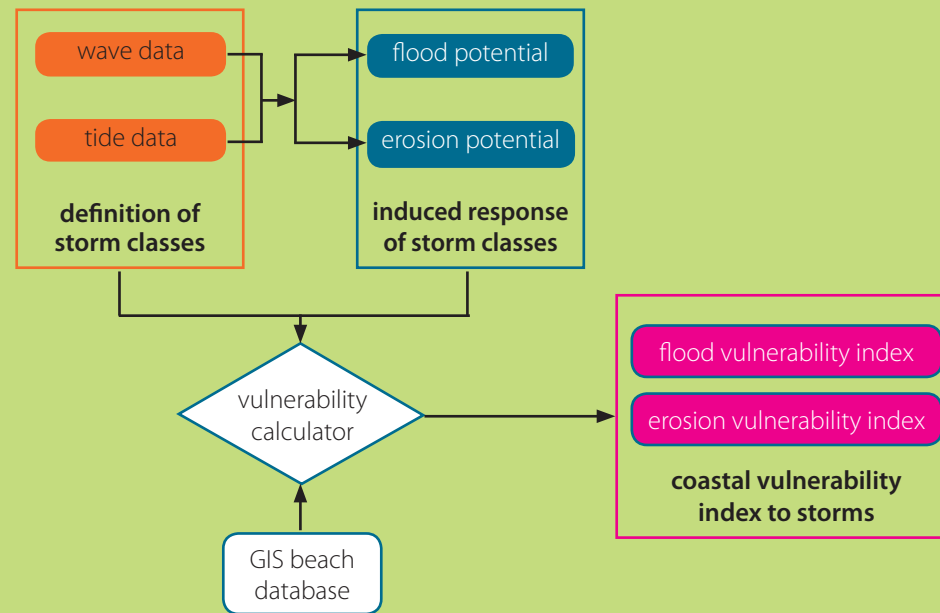 wave data
tide data
definition of
storm classes
flood potential
erosion potential
induced response
of storm classes
vulnerability
calculator
GIS beach
database
flood vulnerability index
erosion vulnerability index
coastal vulnerability
index to storms